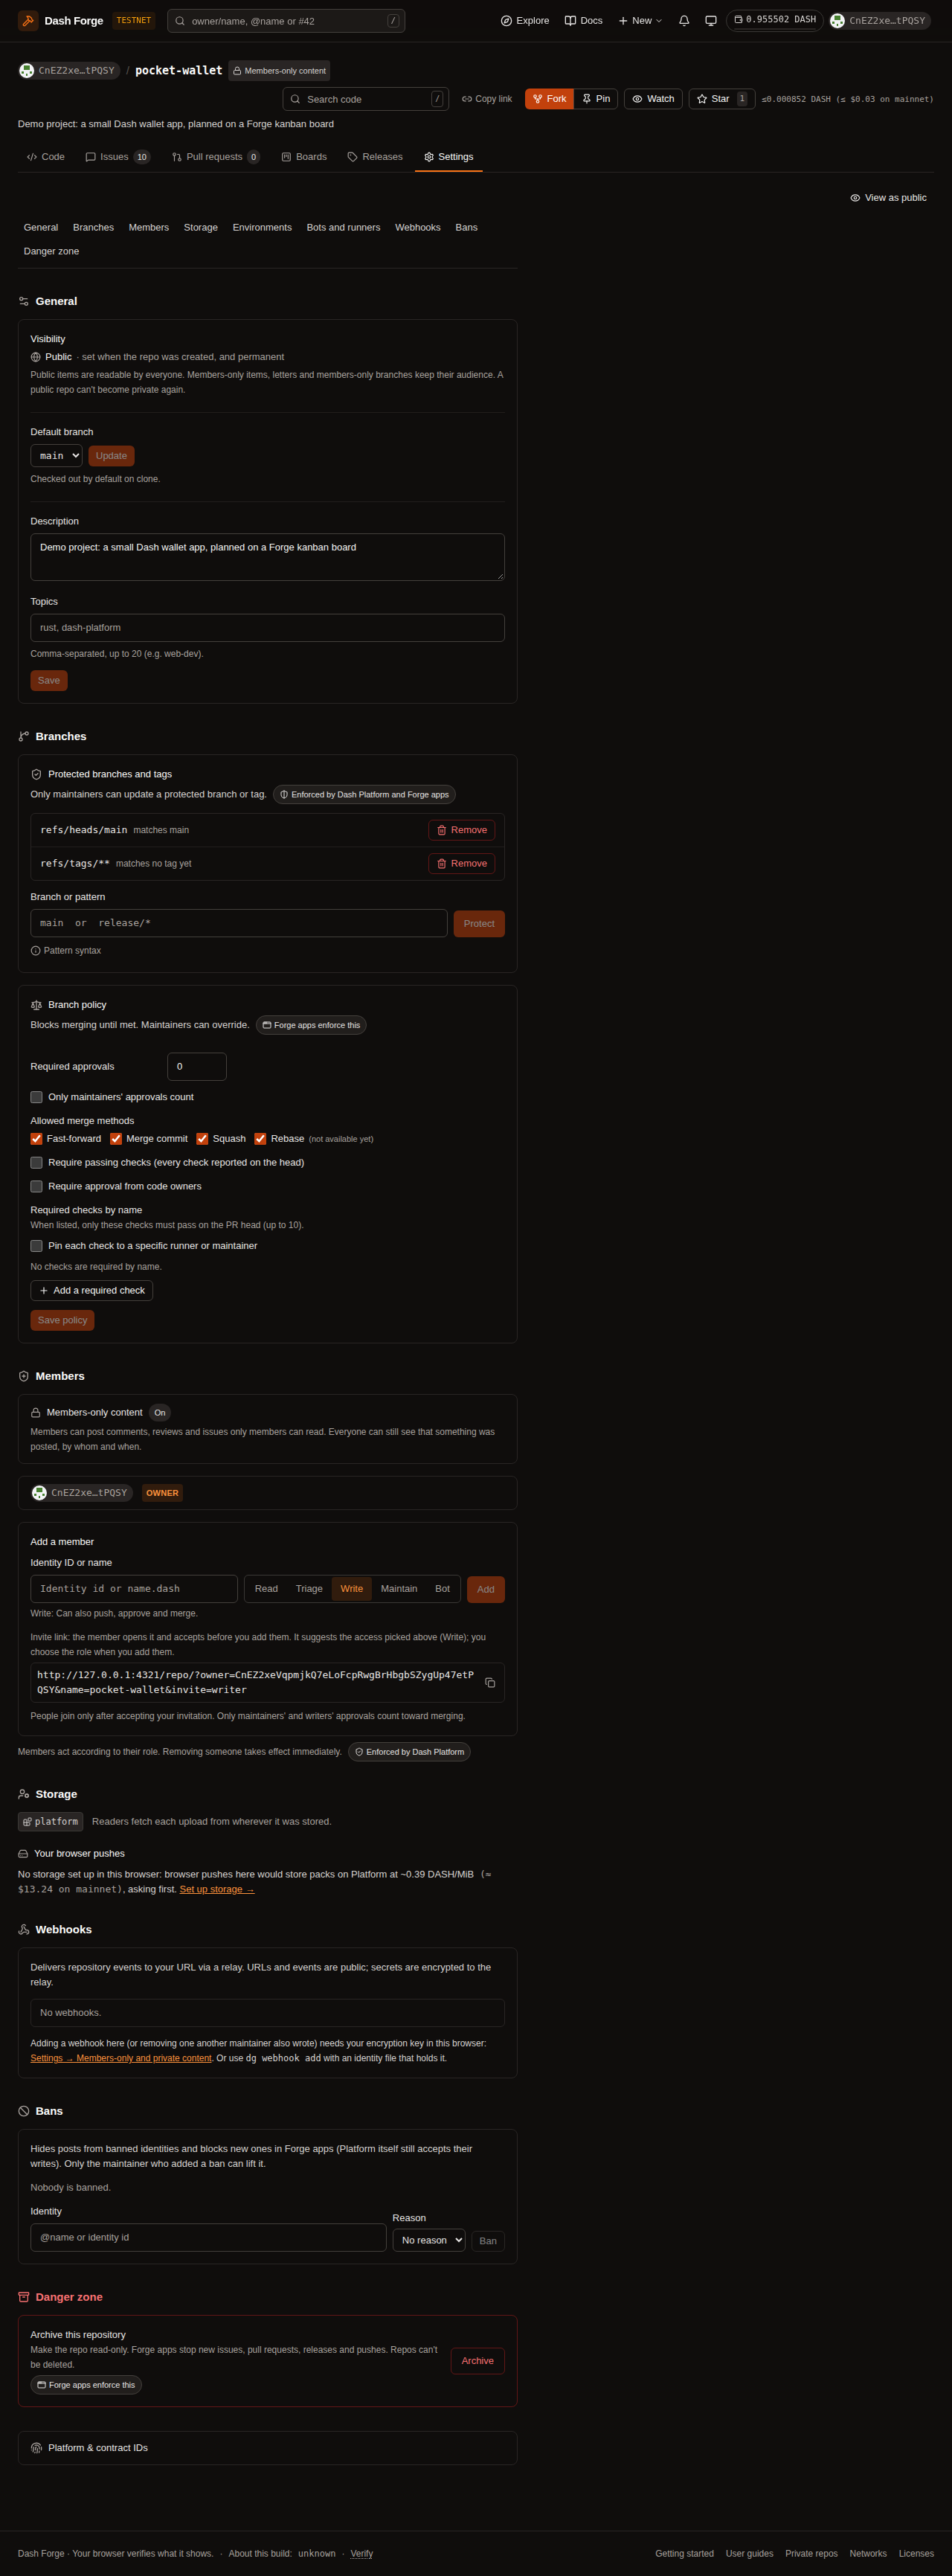 Dash Forge TESTNET owner/name, @name or #42 / Explore Docs New 0.955502 DASH CnEZ2xe…tPQSY
CnEZ2xe…tPQSY / pocket-wallet Members-only content
Search code / Copy link Fork Pin Watch Star 1 ≤0.000852 DASH (≤ $0.03 on mainnet)
Demo project: a small Dash wallet app, planned on a Forge kanban board
Code Issues 10 Pull requests 0 Boards Releases Settings
View as public
General Branches Members Storage Environments Bots and runners Webhooks Bans
Danger zone
General
Visibility
Public · set when the repo was created, and permanent
Public items are readable by everyone. Members-only items, letters and members-only branches keep their audience. A
public repo can't become private again.
Default branch
main Update
Checked out by default on clone.
Description
Demo project: a small Dash wallet app, planned on a Forge kanban board
Topics
rust, dash-platform
Comma-separated, up to 20 (e.g. web-dev).
Save
Branches
Protected branches and tags
Only maintainers can update a protected branch or tag. Enforced by Dash Platform and Forge apps
refs/heads/main matches main Remove
refs/tags/** matches no tag yet Remove
Branch or pattern
main or release/* Protect
Pattern syntax
Branch policy
Blocks merging until met. Maintainers can override. Forge apps enforce this
Required approvals 0
Only maintainers' approvals count
Allowed merge methods
Fast-forward Merge commit Squash Rebase (not available yet)
Require passing checks (every check reported on the head)
Require approval from code owners
Required checks by name
When listed, only these checks must pass on the PR head (up to 10).
Pin each check to a specific runner or maintainer
No checks are required by name.
Add a required check
Save policy
Members
Members-only content On
Members can post comments, reviews and issues only members can read. Everyone can still see that something was
posted, by whom and when.
CnEZ2xe…tPQSY OWNER
Add a member
Identity ID or name
Identity id or name.dash Read Triage Write Maintain Bot Add
Write: Can also push, approve and merge.
Invite link: the member opens it and accepts before you add them. It suggests the access picked above (Write); you
choose the role when you add them.
http://127.0.0.1:4321/repo/?owner=CnEZ2xeVqpmjkQ7eLoFcpRwgBrHbgbSZygUp47etP
QSY&name=pocket-wallet&invite=writer
People join only after accepting your invitation. Only maintainers' and writers' approvals count toward merging.
Members act according to their role. Removing someone takes effect immediately. Enforced by Dash Platform
Storage
platform Readers fetch each upload from wherever it was stored.
Your browser pushes
No storage set up in this browser: browser pushes here would store packs on Platform at ~0.39 DASH/MiB (≈
$13.24 on mainnet), asking first. Set up storage →
Webhooks
Delivers repository events to your URL via a relay. URLs and events are public; secrets are encrypted to the
relay.
No webhooks.
Adding a webhook here (or removing one another maintainer also wrote) needs your encryption key in this browser:
Settings → Members-only and private content. Or use dg webhook add with an identity file that holds it.
Bans
Hides posts from banned identities and blocks new ones in Forge apps (Platform itself still accepts their
writes). Only the maintainer who added a ban can lift it.
Nobody is banned.
Identity Reason
@name or identity id No reason Ban
Danger zone
Archive this repository
Make the repo read-only. Forge apps stop new issues, pull requests, releases and pushes. Repos can't
be deleted. Archive
Forge apps enforce this
Platform & contract IDs
Dash Forge · Your browser verifies what it shows. · About this build: unknown · Verify Getting started User guides Private repos Networks Licenses